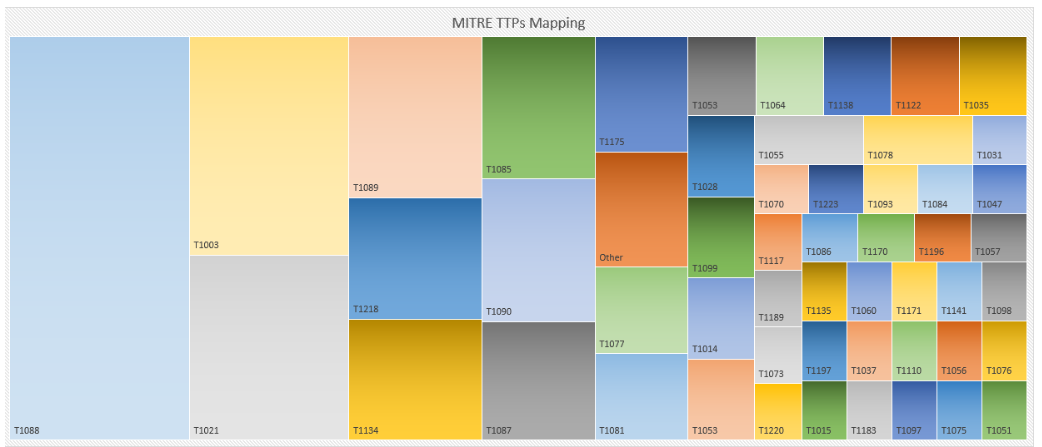 MITRE TTPs Mapping
T1088
T1003
T1021
T1089
T1218
T1134
T1085
T1090
T1087
T1175
Other
T1077
T1081
T1053
T1028
T1099
T1014
T1053
T1064
T1138
T1122
T1035
T1055
T1078
T1031
T1070
T1223
T1093
T1084
T1047
T1117
T1086
T1170
T1196
T1057
T1189
T1135
T1060
T1171
T1141
T1098
T1073
T1197
T1037
T1110
T1056
T1076
T1220
T1015
T1183
T1097
T1075
T1051